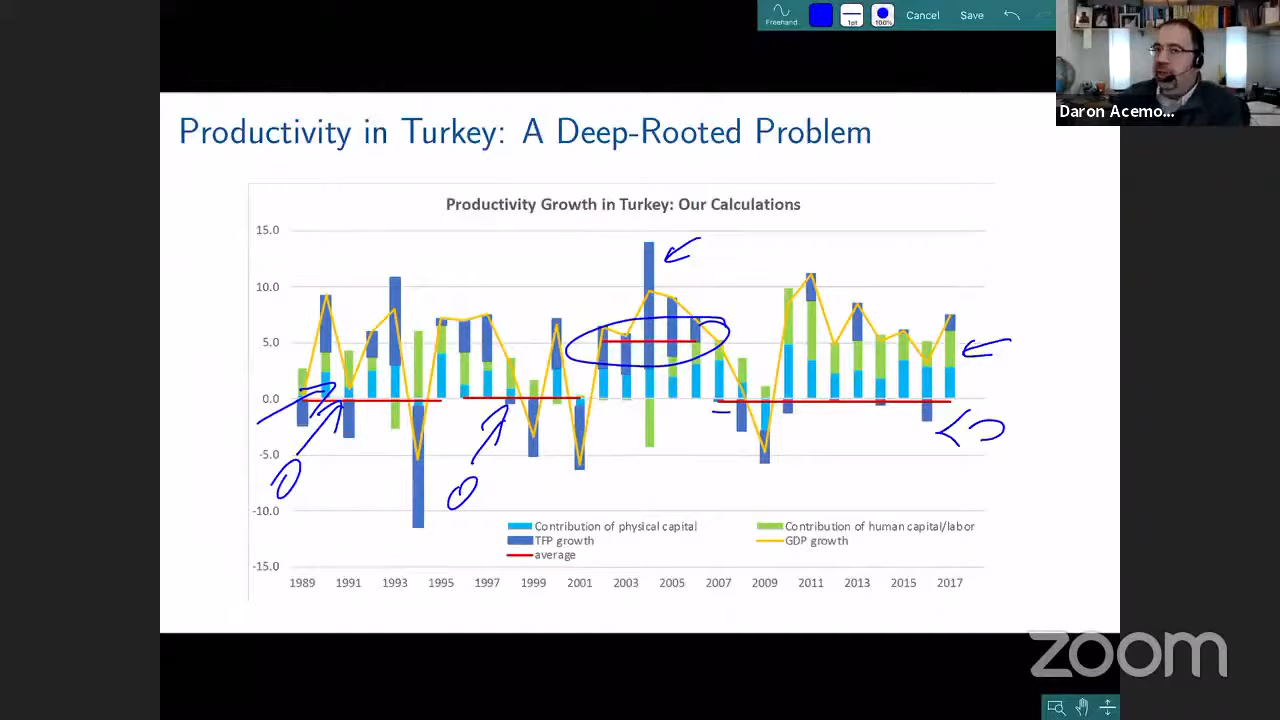 Freehand
1pt
100%
Cancel
Save
Daron Acemo...
Productivity in Turkey: A Deep-Rooted Problem
Productivity Growth in Turkey: Our Calculations
15.0
10.0
5.0
0.0
-5.0
-10.0
-15.0
0
0
Contribution of physical capital
Contribution of human capital/labor
TFP growth
GDP growth
average
1989 1991 1993 1995 1997 1999 2001 2003 2005 2007 2009 2011 2013 2015 2017
zoom